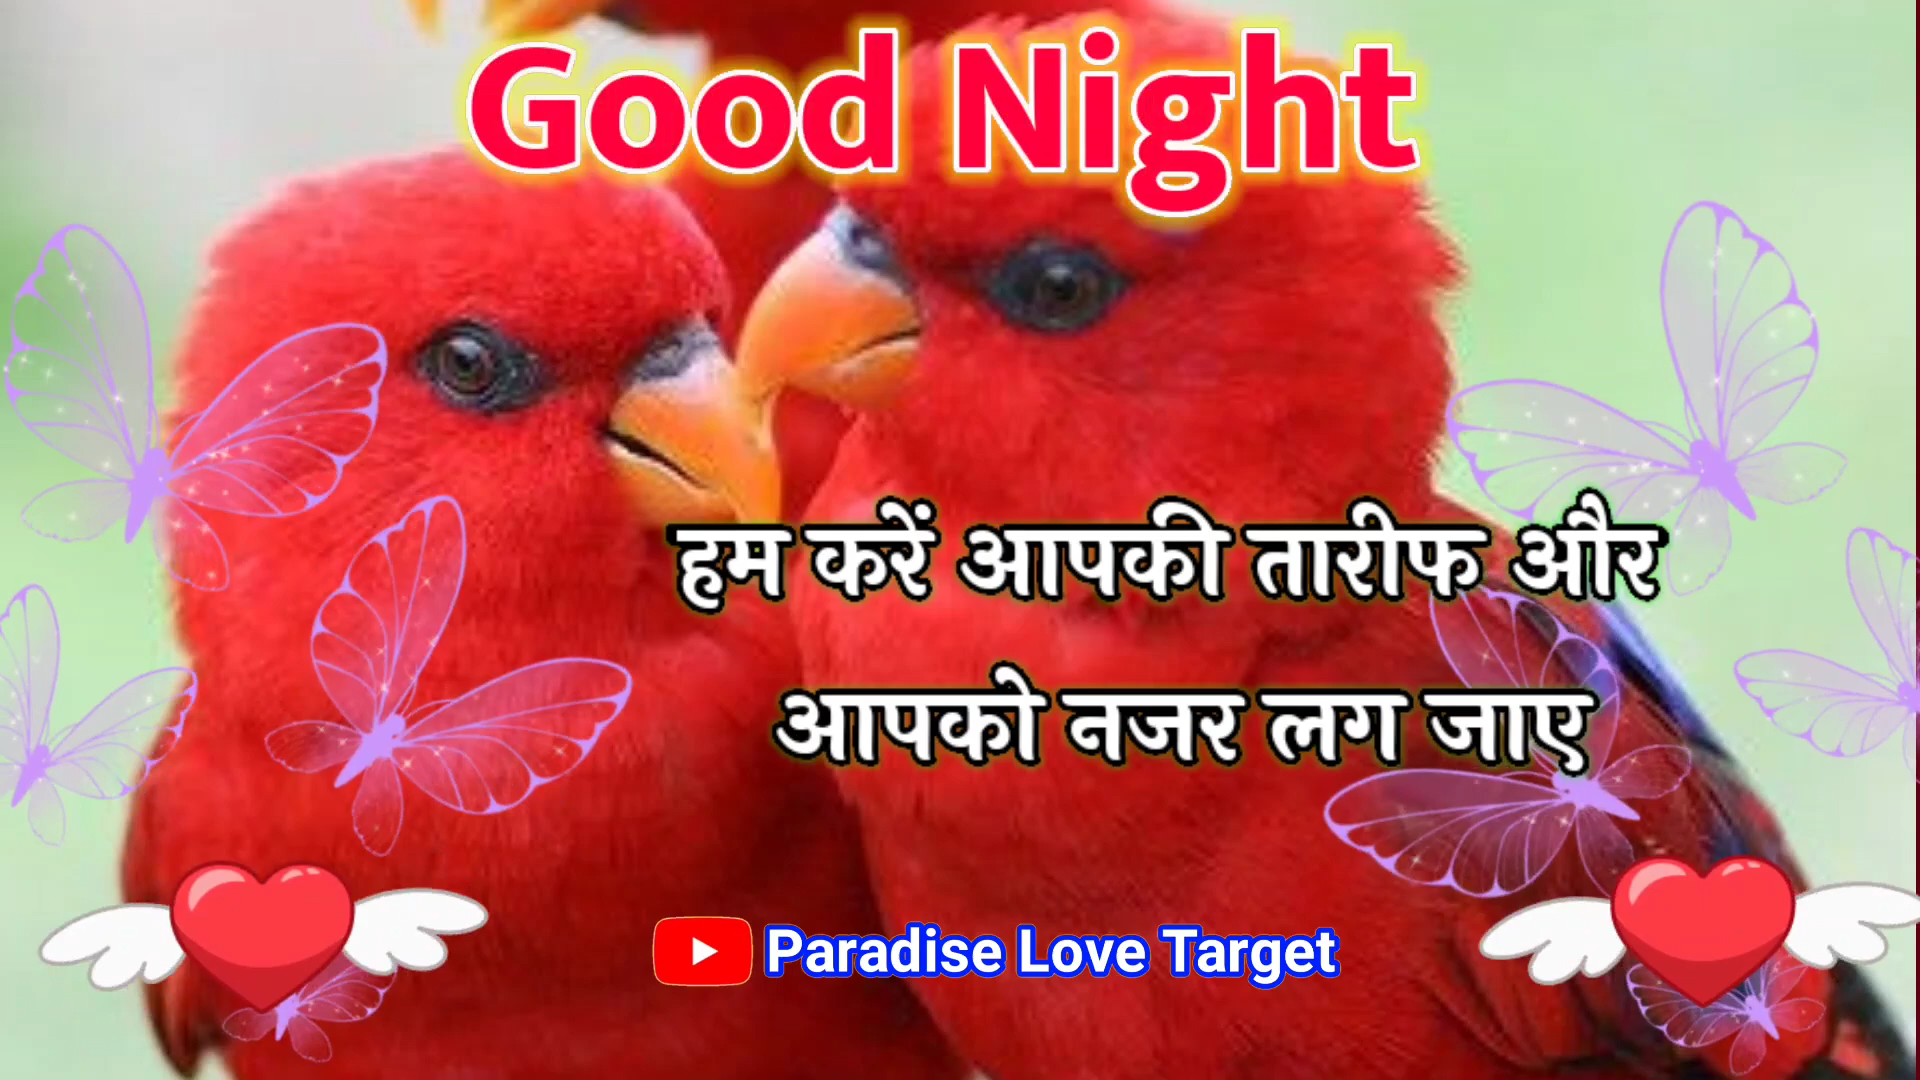 Good Night
हम करें आपकी तारीफ और
आपको नजर लग जाए
Paradise Love Target